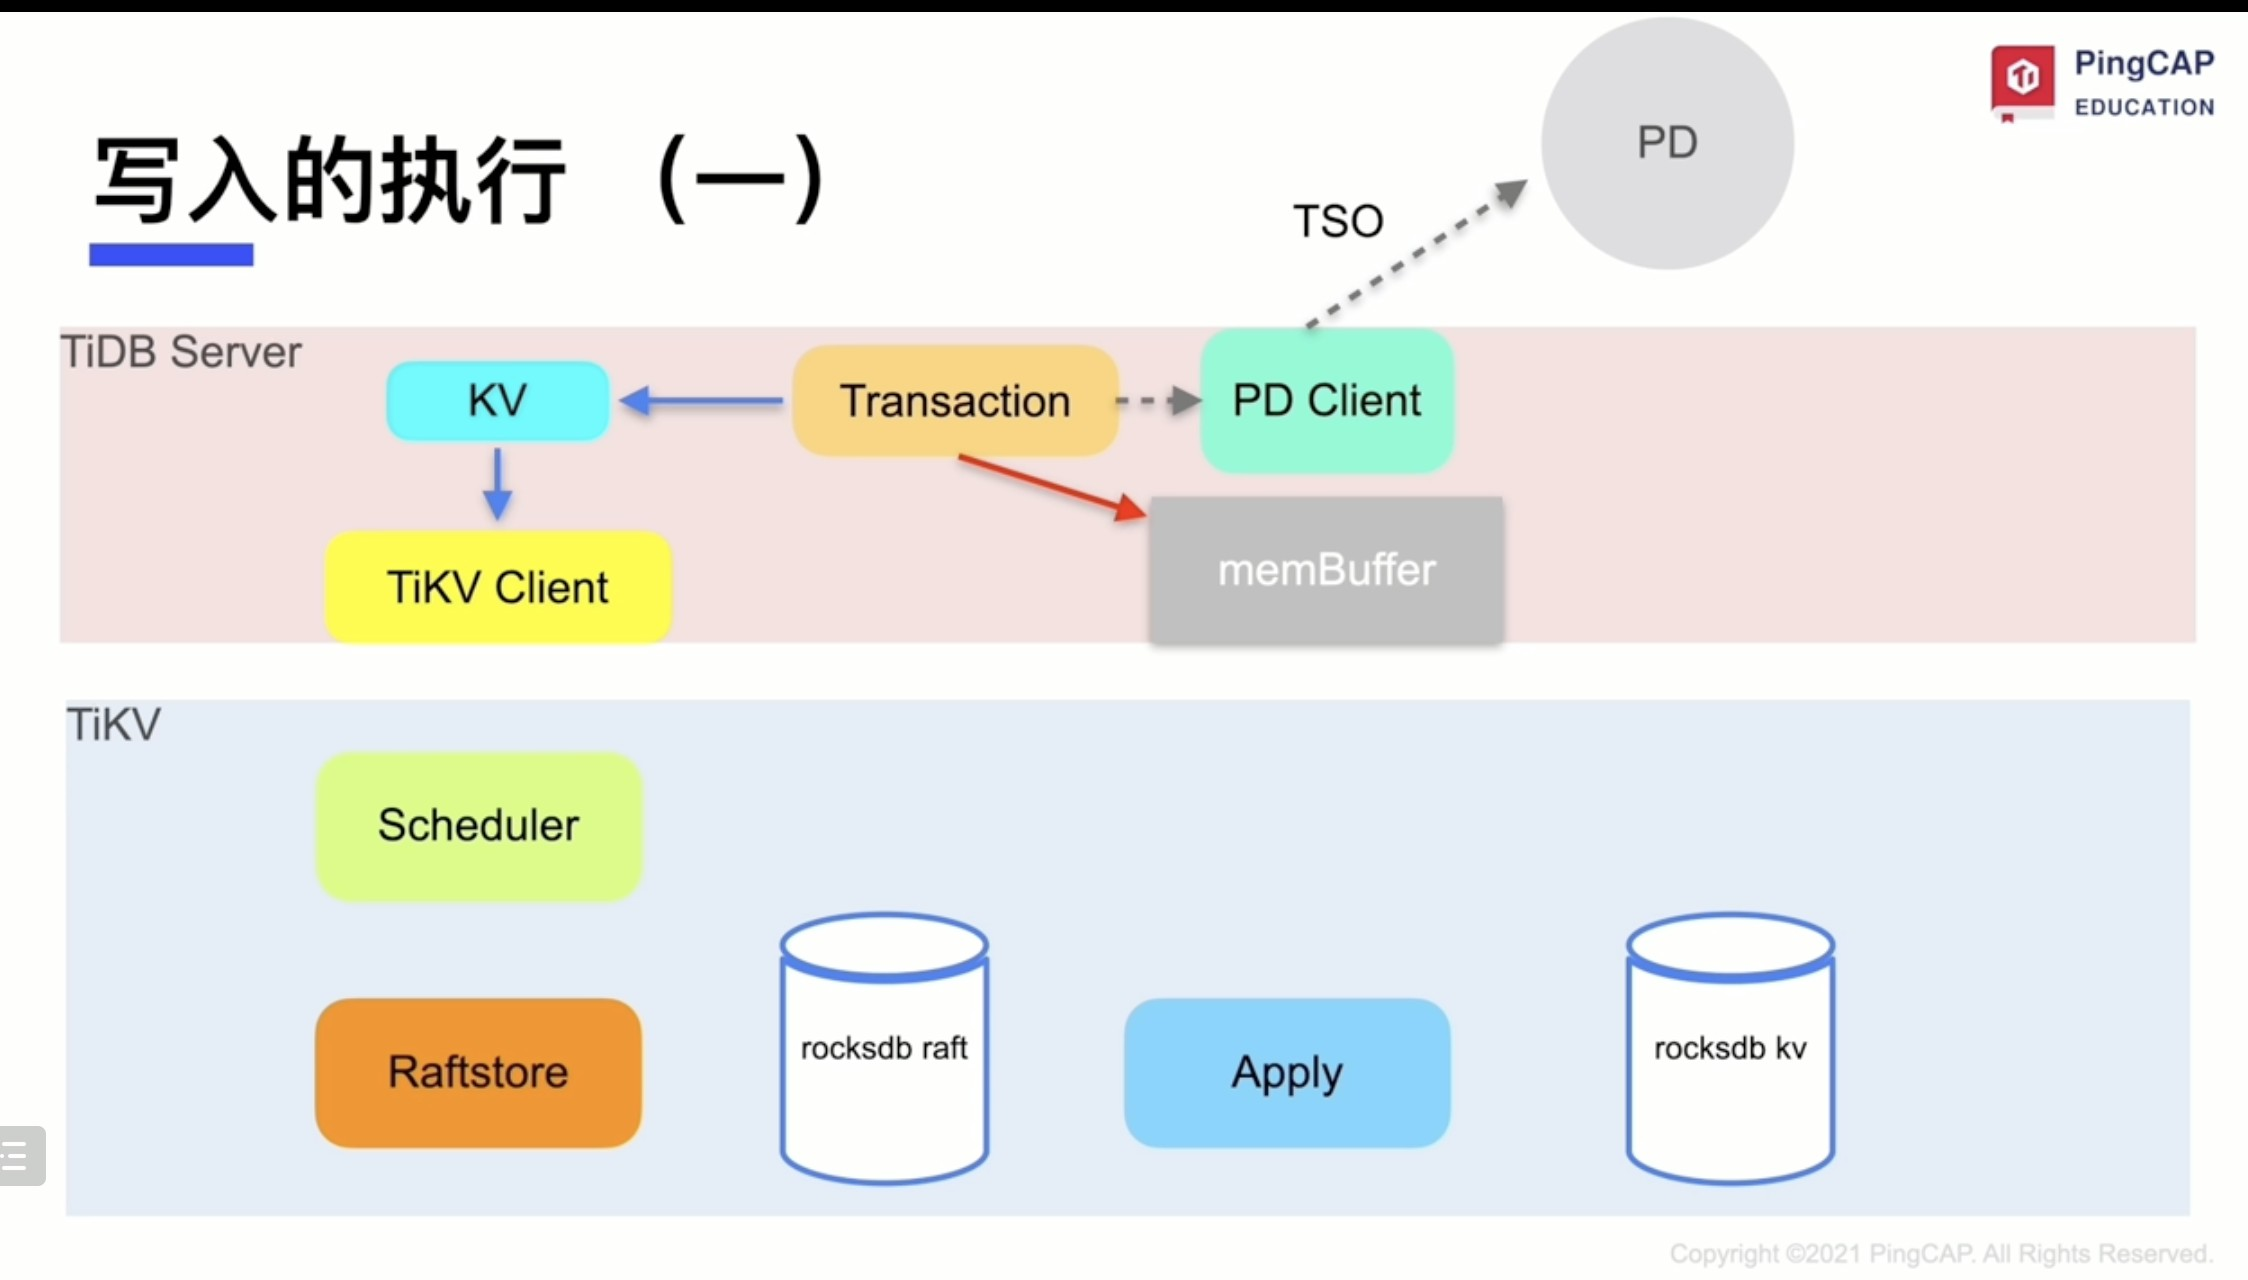 PingCAP
EDUCATION
PD
写入的执行 （一）
TSO
TiDB Server
KV
Transaction
PD Client
TiKV Client
memBuffer
TiKV
Scheduler
Raftstore
rocksdb raft
Apply
rocksdb kv
Copyright ©2021 PingCAP. All Rights Reserved.